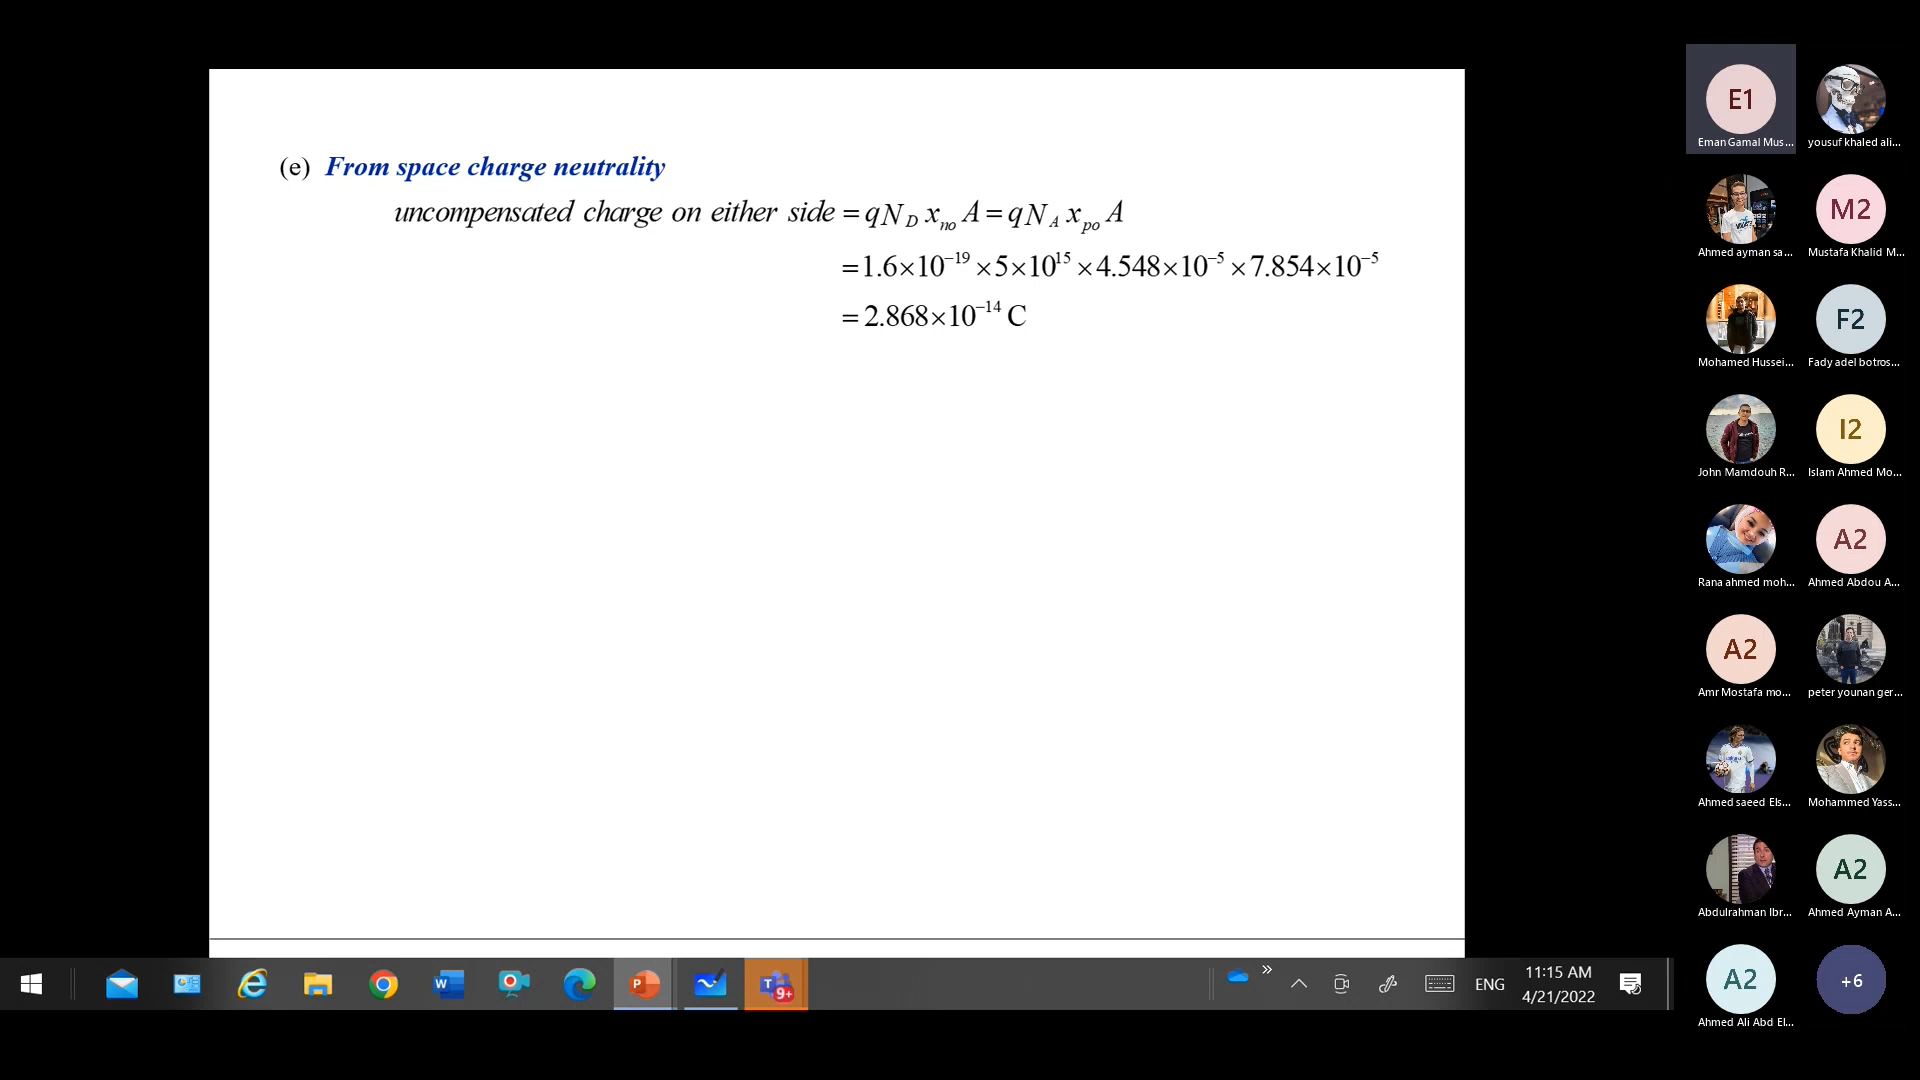 (e) From space charge neutrality
uncompensated charge on either side = qN_D x_no A = qN_A x_po A
=1.6×10⁻¹⁹ ×5×10¹⁵ ×4.548×10⁻⁵ ×7.854×10⁻⁵
= 2.868×10⁻¹⁴ C
E1
Eman Gamal Mus...
yousuf khaled ali...
Ahmed ayman sa...
M2
Mustafa Khalid M...
Mohamed Hussei...
F2
Fady adel botros...
John Mamdouh R...
I2
Islam Ahmed Mo...
Rana ahmed moh...
A2
Ahmed Abdou A...
A2
Amr Mostafa mo...
peter younan ger...
Ahmed saeed Els...
Mohammed Yass...
Abdulrahman Ibr...
A2
Ahmed Ayman A...
A2
Ahmed Ali Abd El...
+6
W
P
T
9+
ENG
11:15 AM
4/21/2022